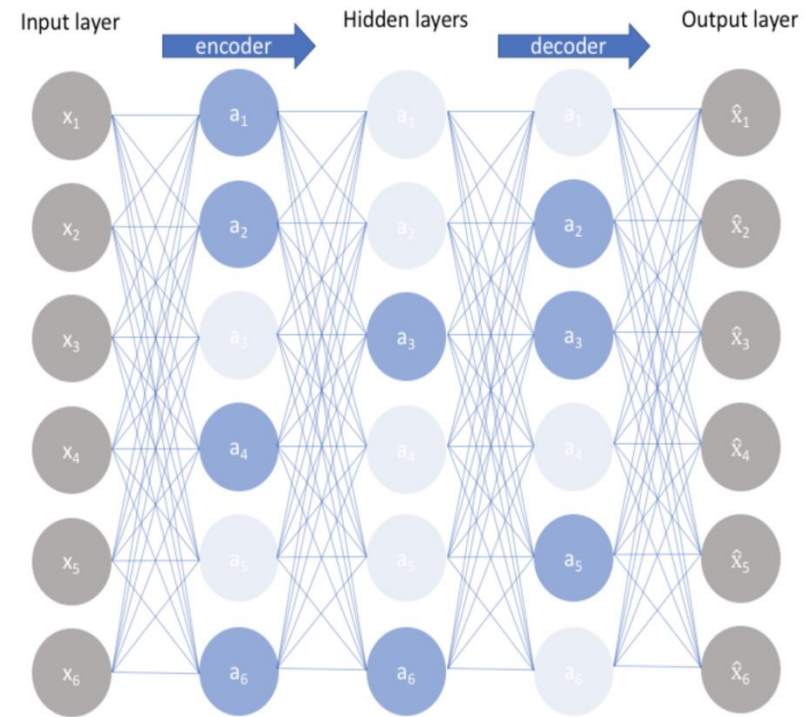 Input layer
Hidden layers
Output layer
encoder
decoder
x₁ a₁ a₁ a₁ x̂₁
x₂ a₂ a₂ a₂ x̂₂
x₃ a₃ a₃ a₃ x̂₃
x₄ a₄ a₄ a₄ x̂₄
x₅ a₅ a₅ a₅ x̂₅
x₆ a₆ a₆ a₆ x̂₆